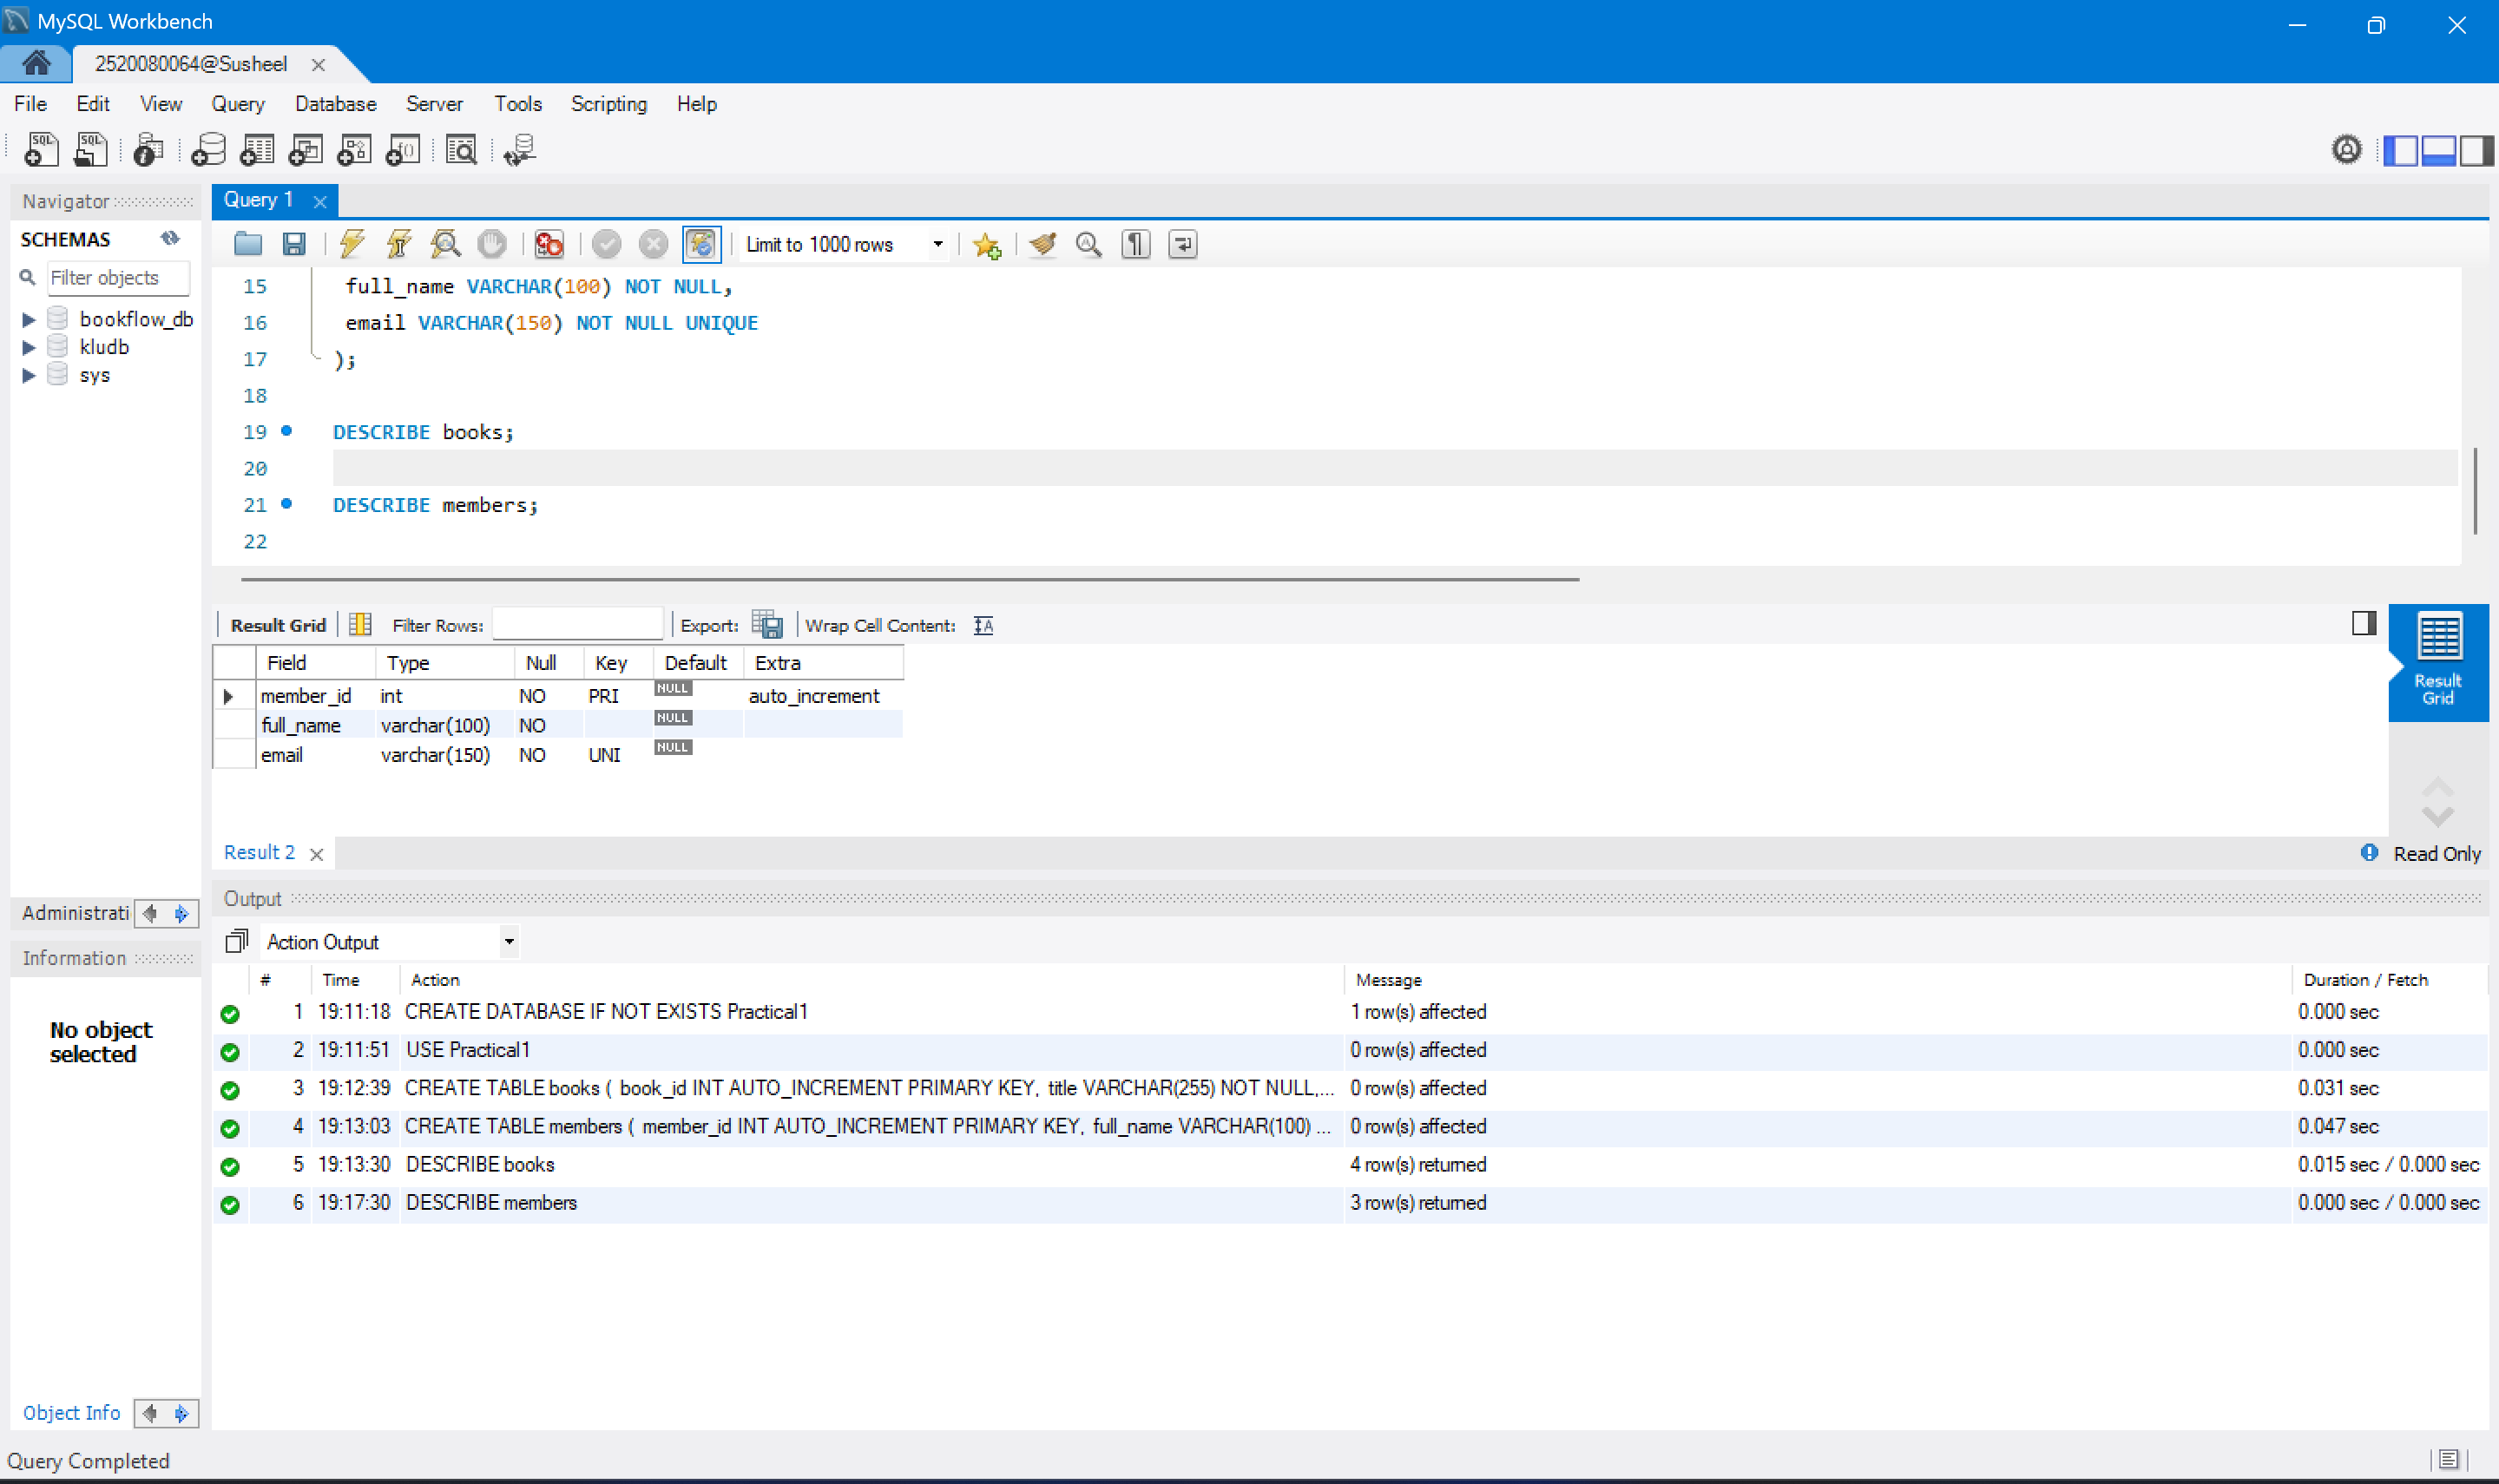 MySQL Workbench
2520080064@Susheel
File Edit View Query Database Server Tools Scripting Help
Navigator
SCHEMAS
Filter objects
bookflow_db
kludb
sys
Query 1
Limit to 1000 rows
15 full_name VARCHAR(100) NOT NULL,
16 email VARCHAR(150) NOT NULL UNIQUE
17 );
18
19 DESCRIBE books;
20
21 DESCRIBE members;
22
Result Grid Filter Rows: Export: Wrap Cell Content:
Field Type Null Key Default Extra
member_id int NO PRI NULL auto_increment
full_name varchar(100) NO NULL
email varchar(150) NO UNI NULL
Result
Grid
Result 2
Read Only
Administrati
Information
No object
selected
Object Info
Output
Action Output
# Time Action Message Duration / Fetch
1 19:11:18 CREATE DATABASE IF NOT EXISTS Practical1 1 row(s) affected 0.000 sec
2 19:11:51 USE Practical1 0 row(s) affected 0.000 sec
3 19:12:39 CREATE TABLE books ( book_id INT AUTO_INCREMENT PRIMARY KEY, title VARCHAR(255) NOT NULL,... 0 row(s) affected 0.031 sec
4 19:13:03 CREATE TABLE members ( member_id INT AUTO_INCREMENT PRIMARY KEY, full_name VARCHAR(100) ... 0 row(s) affected 0.047 sec
5 19:13:30 DESCRIBE books 4 row(s) returned 0.015 sec / 0.000 sec
6 19:17:30 DESCRIBE members 3 row(s) returned 0.000 sec / 0.000 sec
Query Completed